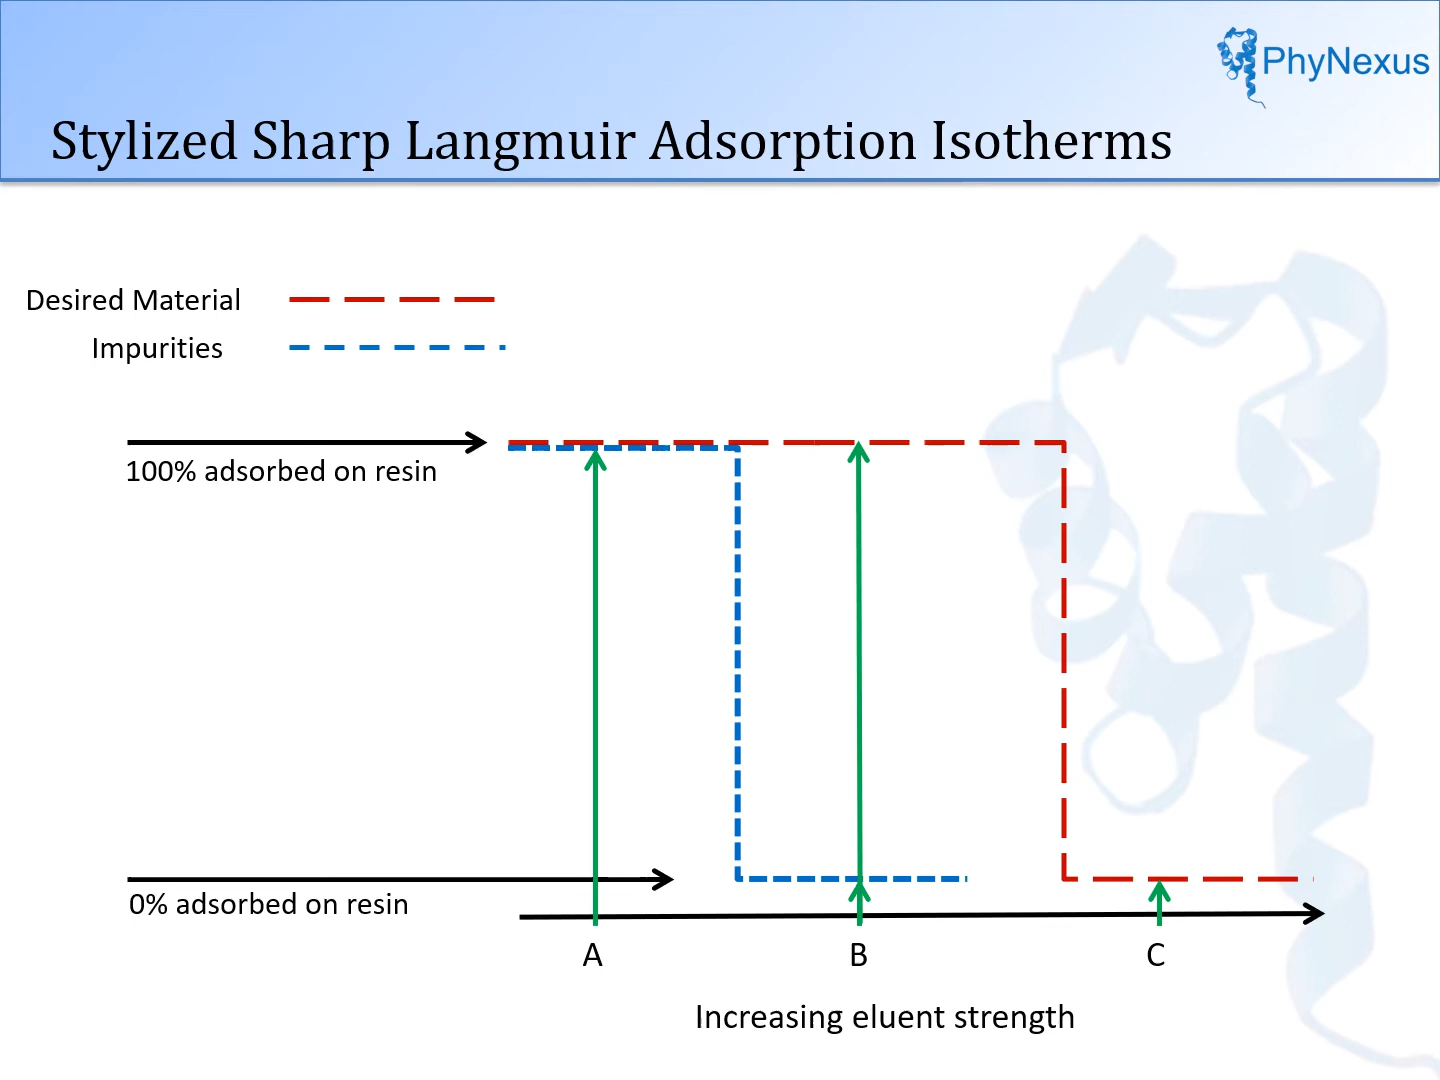 PhyNexus
Stylized Sharp Langmuir Adsorption Isotherms
Desired Material
Impurities
100% adsorbed on resin
0% adsorbed on resin
A B C
Increasing eluent strength